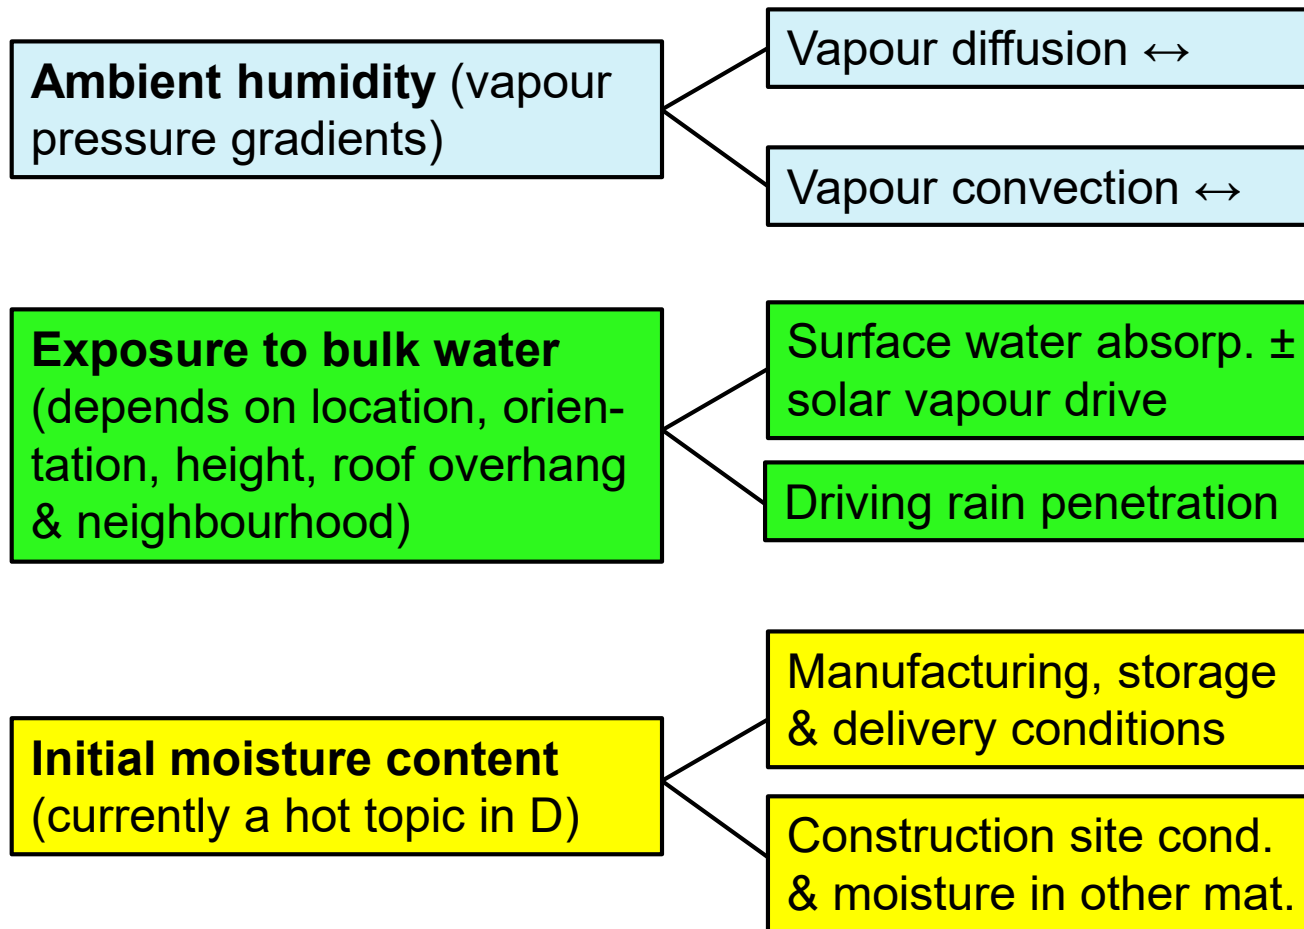 Ambient humidity (vapour
pressure gradients)
Vapour diffusion ↔
Vapour convection ↔
Exposure to bulk water
(depends on location, orien-
tation, height, roof overhang
& neighbourhood)
Surface water absorp. ±
solar vapour drive
Driving rain penetration
Initial moisture content
(currently a hot topic in D)
Manufacturing, storage
& delivery conditions
Construction site cond.
& moisture in other mat.